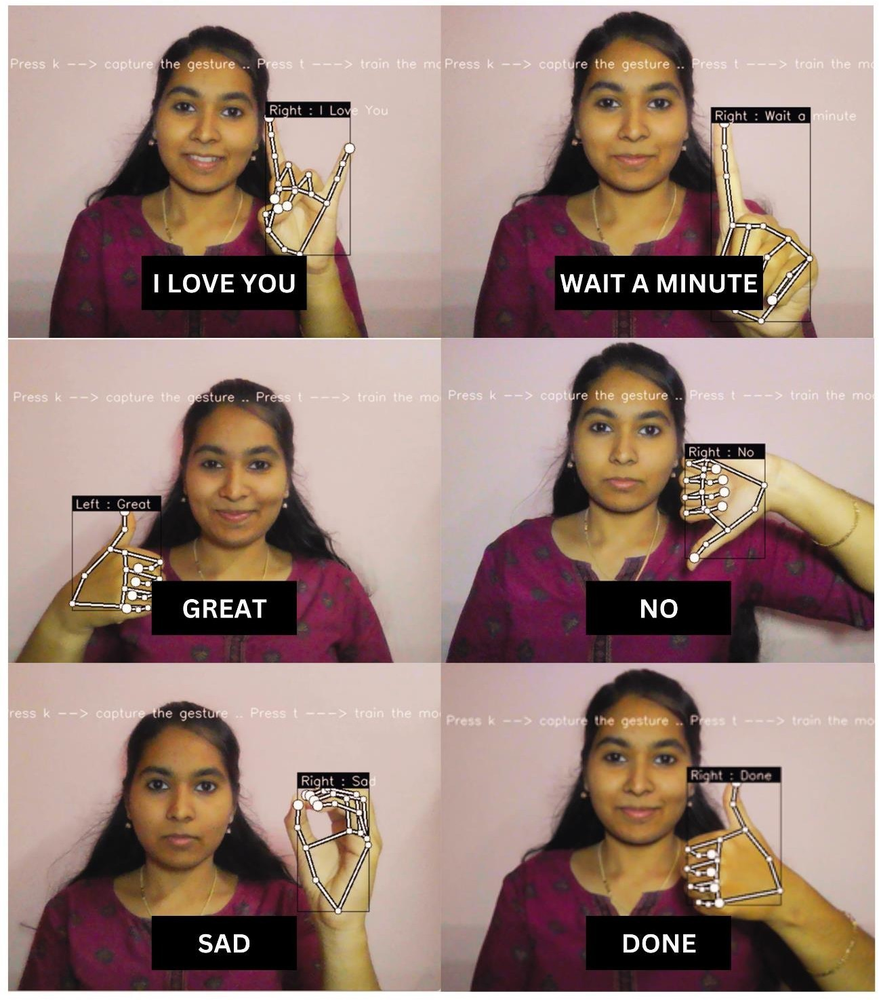 Press k --> capture the gesture .. Press t ---> train the mo
Right : I Love You
I LOVE YOU
Press k --> capture the gesture .. Press t ---> train the mo
Right : Wait a minute
WAIT A MINUTE
Press k --> capture the gesture .. Press t ---> train the mo
Left : Great
GREAT
Press k --> capture the gesture .. Press t ---> train the mo
Right : No
NO
ress k --> capture the gesture .. Press t ---> train the mo
Right : Sad
SAD
Press k --> capture the gesture .. Press t ---> train the mo
Right : Done
DONE